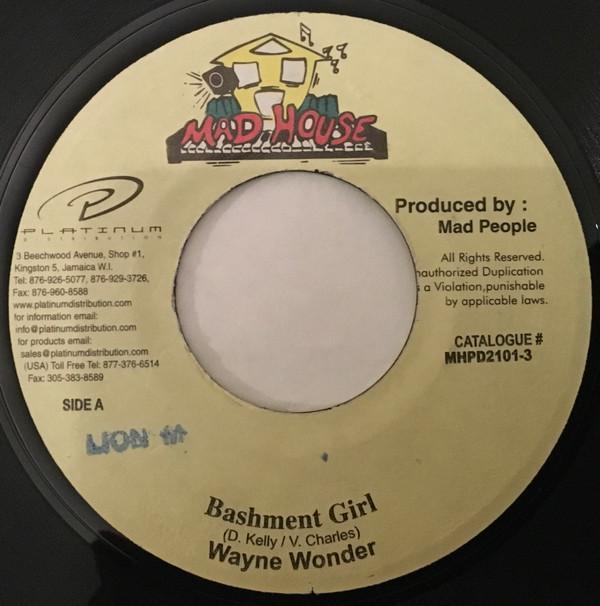 MAD HOUSE
PLATINUM
DISTRIBUTION
3 Beechwood Avenue, Shop #1,
Kingston 5, Jamaica W.I.
Tel: 876-926-5077, 876-929-3726,
Fax: 876-960-8588
www.platinumdistribution.com
for information email:
info@platinumdistribution.com
for products email:
sales@platinumdistribution.com
(USA) Toll Free Tel: 877-376-6514
Fax: 305-383-8589
SIDE A
LION
Produced by :
Mad People
All Rights Reserved.
nauthorized Duplication
s a Violation,punishable
by applicable laws.
CATALOGUE #
MHPD2101-3
Bashment Girl
(D. Kelly / V. Charles)
Wayne Wonder